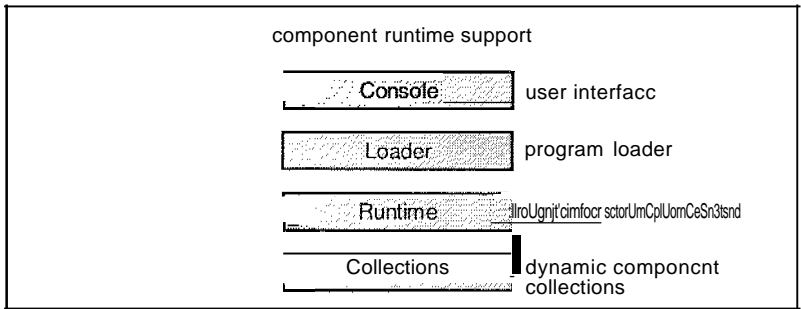 component runtime support
Console
user interfacc
Loader
program loader
Runtime
Collections
dynamic componcnt
collections